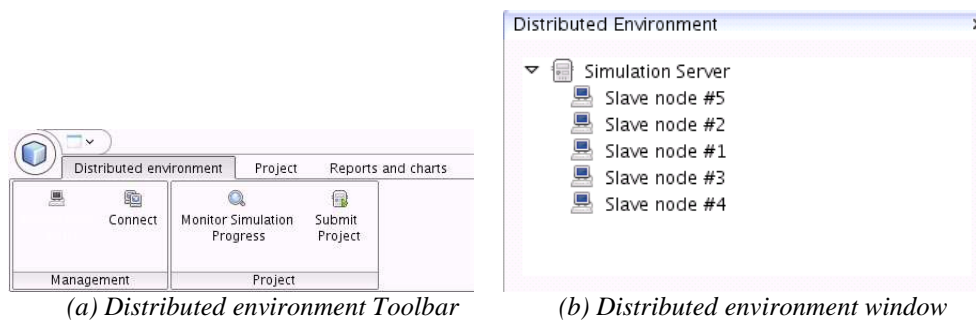 Distributed environment Project Reports and charts
Connect
Monitor Simulation
Progress
Submit
Project
Management Project
(a) Distributed environment Toolbar
Distributed Environment
Simulation Server
Slave node #5
Slave node #2
Slave node #1
Slave node #3
Slave node #4
(b) Distributed environment window